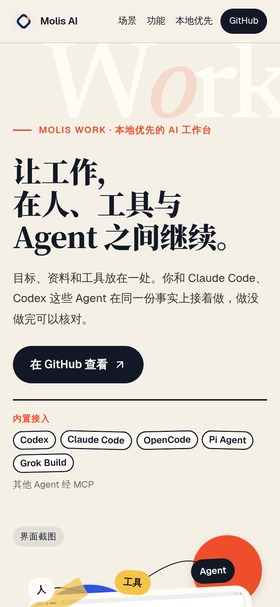 Molis AI 场景 功能 本地优先 GitHub
Work
MOLIS WORK · 本地优先的 AI 工作台
让工作,
在人、工具与
Agent 之间继续。
目标、资料和工具放在一处。你和 Claude Code、
Codex 这些 Agent 在同一份事实上接着做，做没
做完可以核对。
在 GitHub 查看 ↗
内置接入
Codex Claude Code OpenCode Pi Agent
Grok Build
其他 Agent 经 MCP
界面截图
Agent
工具
人